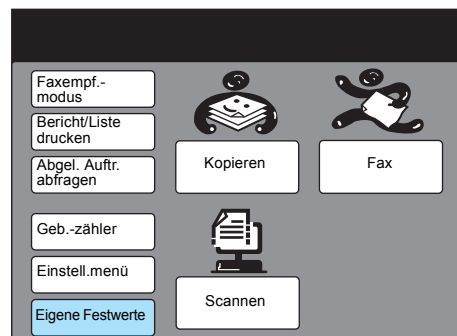 Faxempf.-
modus
Bericht/Liste
drucken
Abgel. Auftr.
abfragen
Geb.-zähler
Einstell.menü
Eigene Festwerte
Kopieren
Fax
Scannen